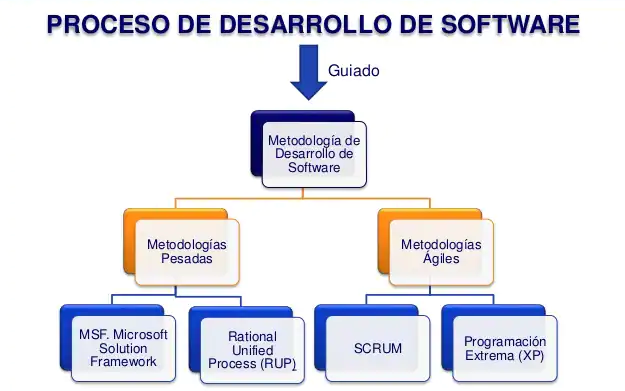 PROCESO DE DESARROLLO DE SOFTWARE
Guiado
Metodología de
Desarrollo de
Software
Metodologías
Pesadas
Metodologías
Ágiles
MSF. Microsoft
Solution
Framework
Rational
Unified
Process (RUP)
SCRUM
Programación
Extrema (XP)